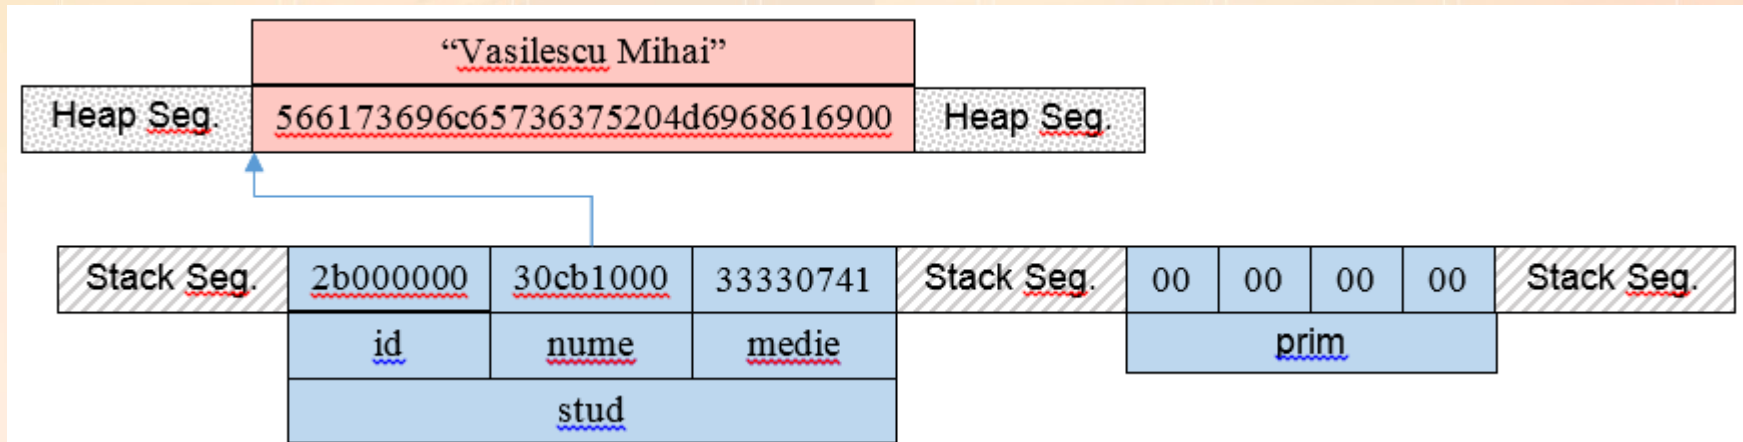 “Vasilescu Mihai”
Heap Seg. 566173696c65736375204d6968616900 Heap Seg.
Stack Seg. 2b000000 30cb1000 33330741 Stack Seg. 00 00 00 00 Stack Seg.
id nume medie prim
stud